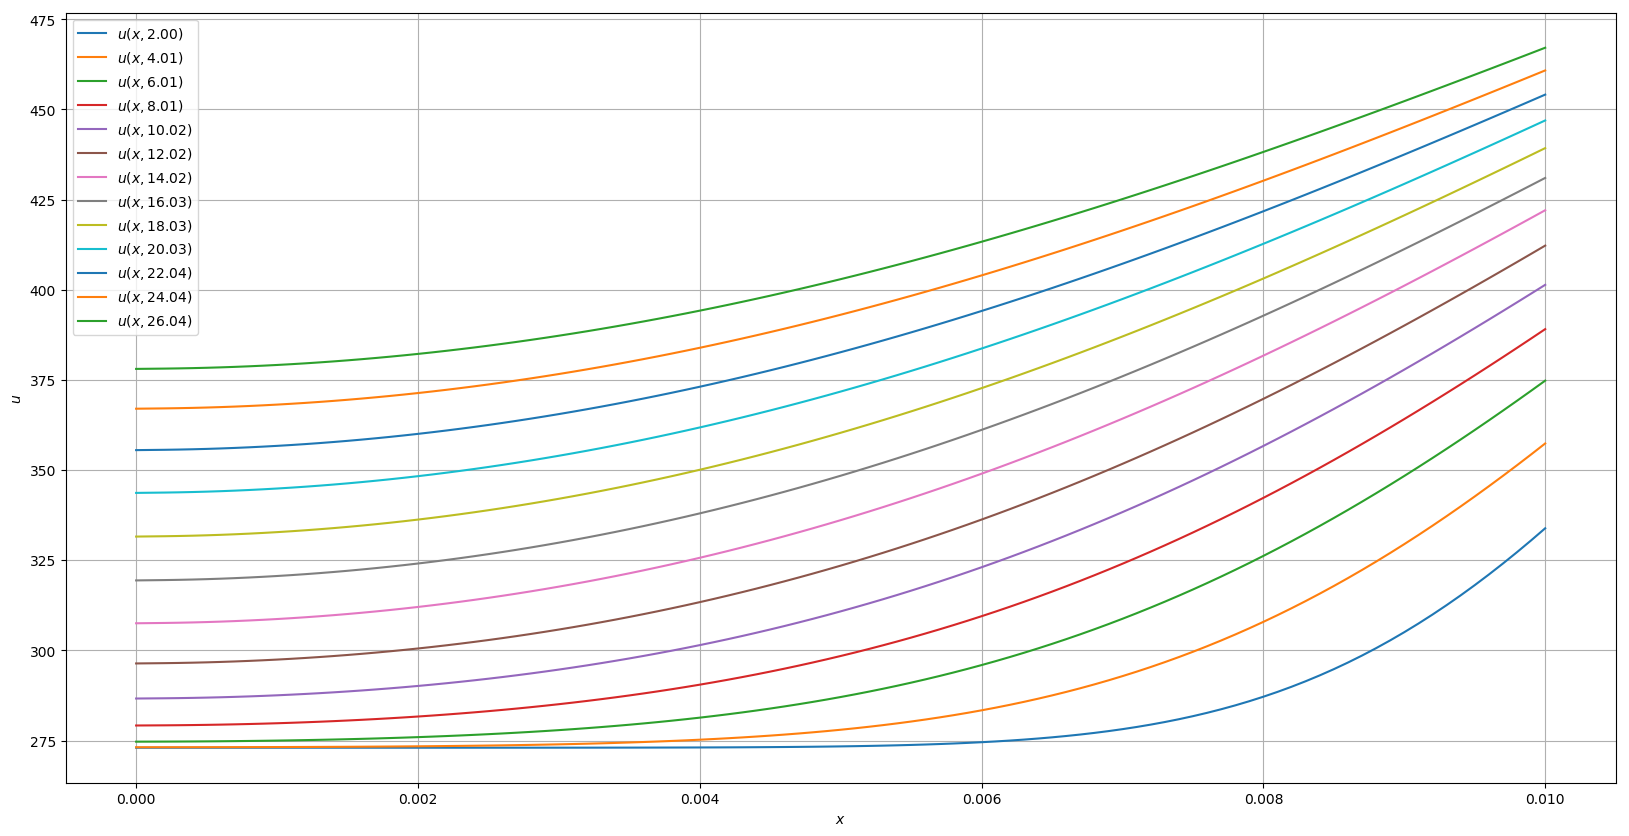 475
450
425
400
375
350
325
300
275
u
u(x, 2.00)
u(x, 4.01)
u(x, 6.01)
u(x, 8.01)
u(x, 10.02)
u(x, 12.02)
u(x, 14.02)
u(x, 16.03)
u(x, 18.03)
u(x, 20.03)
u(x, 22.04)
u(x, 24.04)
u(x, 26.04)
0.000 0.002 0.004 0.006 0.008 0.010
x